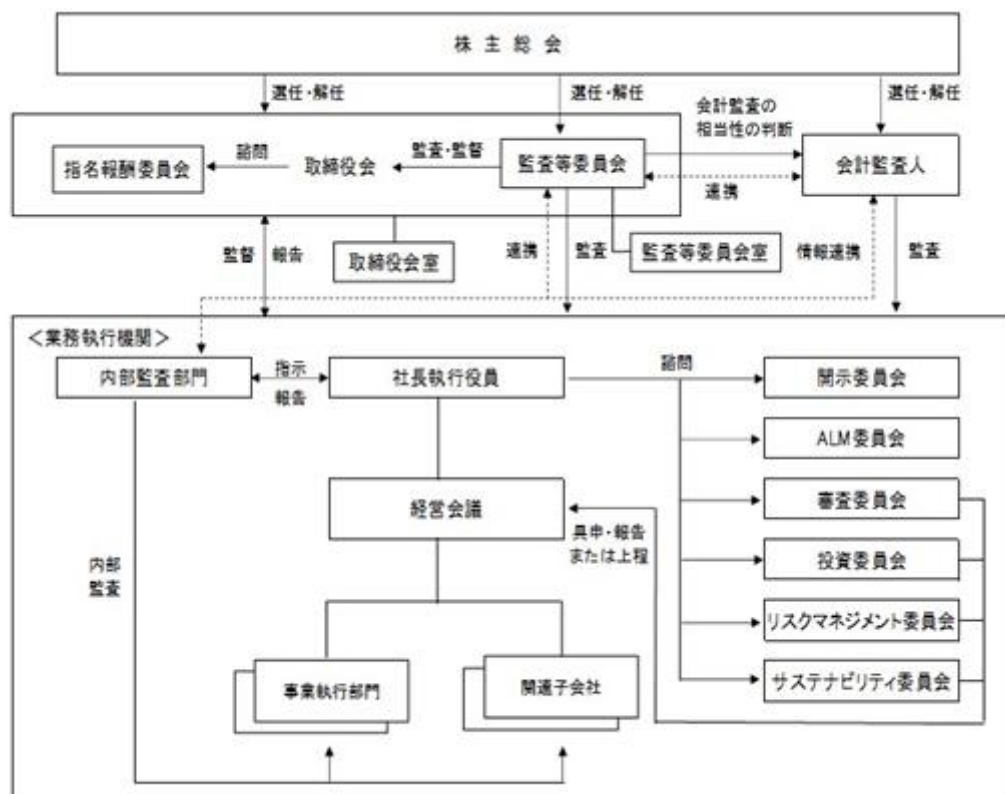 株主総会
選任・解任
選任・解任
選任・解任
会計監査の
相当性の判断
指名報酬委員会
諮問
取締役会
監査・監督
監査等委員会
連携
会計監査人
監督
報告
取締役会室
連携
監査
監査等委員会室
情報連携
監査
＜業務執行機関＞
内部監査部門
指示
報告
社長執行役員
諮問
開示委員会
ALM委員会
経営会議
審査委員会
具申・報告
または上程
投資委員会
内部
監査
リスクマネジメント委員会
サステナビリティ委員会
事業執行部門
関連子会社